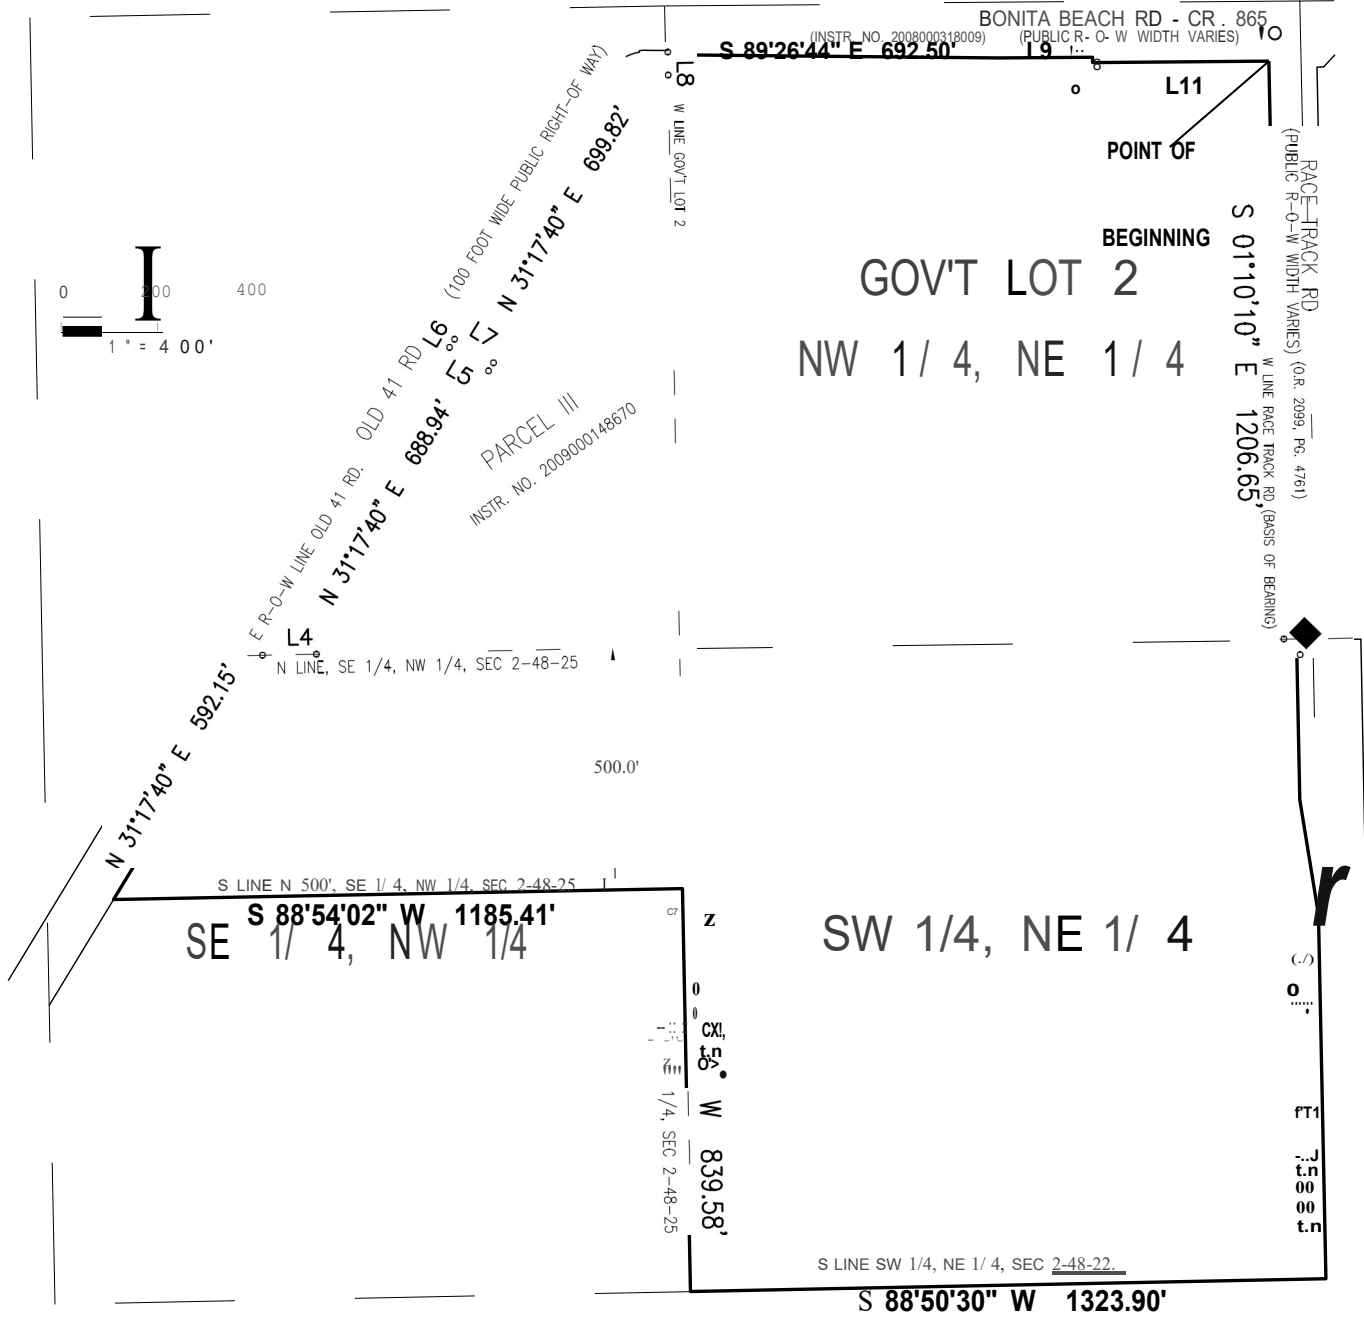 BONITA BEACH RD - CR. 865
(INSTR. NO. 2008000318009) (PUBLIC R-O-W WIDTH VARIES)
S 89'26'44" E 692.50' L9
L8
L11
POINT OF
BEGINNING
W LINE GOV'T LOT 2
(100 FOOT WIDE PUBLIC RIGHT-OF WAY)
N 31°17'40" E 699.82'
RACE TRACK RD
(PUBLIC R-O-W WIDTH VARIES) (O.R. 2099, PG. 4761)
S 01°10'10" E 1206.65'
W LINE RACE TRACK RD (BASIS OF BEARING)
GOV'T LOT 2
NW 1/4, NE 1/4
0 200 400
1" = 400'
L6
L7
L5
OLD 41 RD
E R-O-W LINE OLD 41 RD.
N 31°17'40" E 688.94'
PARCEL III
INSTR. NO. 2009000148670
L4
N LINE, SE 1/4, NW 1/4, SEC 2-48-25
N 31°17'40" E 592.15'
500.0'
S LINE N 500', SE 1/4, NW 1/4, SEC 2-48-25
S 88'54'02" W 1185.41'
SE 1/4, NW 1/4
SW 1/4, NE 1/4
C7
z
0
0
CX!,
t.n
W 839.58'
1/4, SEC 2-48-25
r
(./)
o
f'T1
-..J
t.n
00
00
t.n
S LINE SW 1/4, NE 1/4, SEC 2-48-22.
S 88'50'30" W 1323.90'